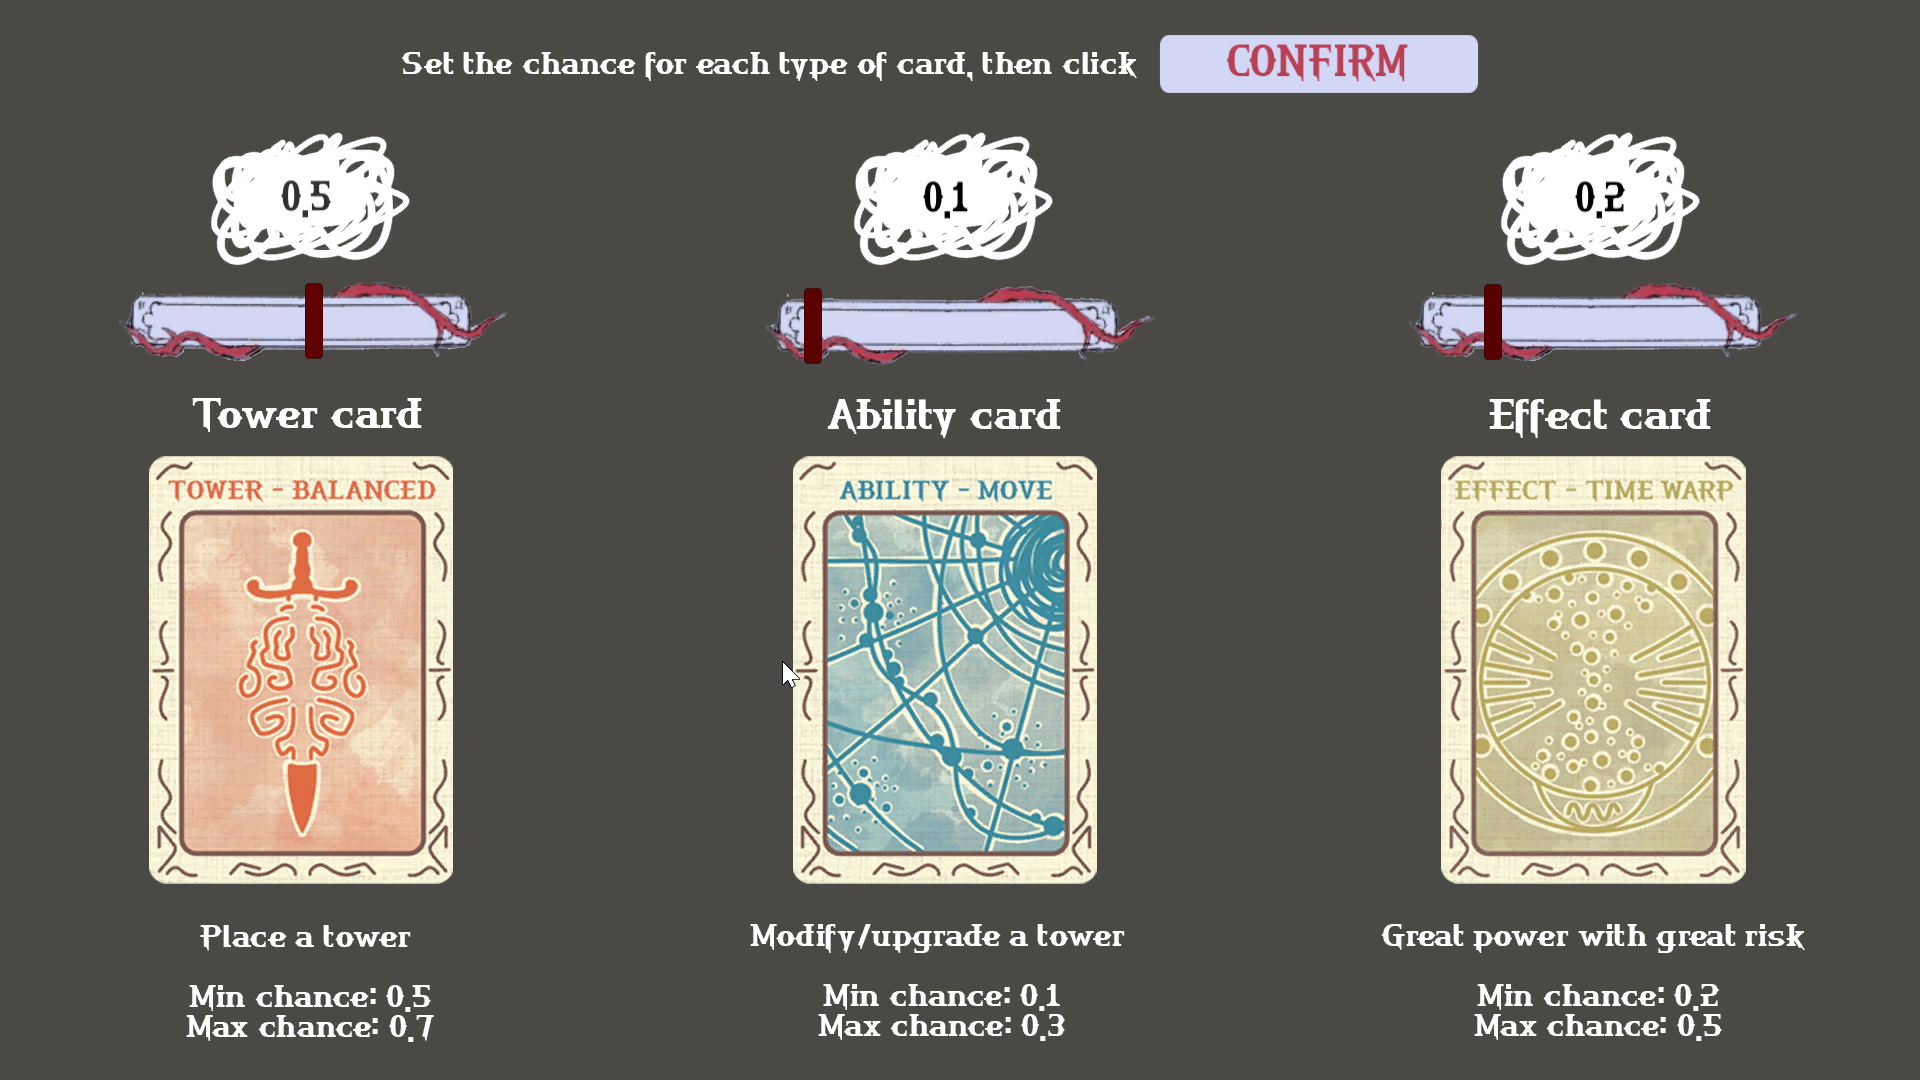 Set the chance for each type of card, then click
CONFIRM
0.5
0.1
0.2
Tower card
Ability card
Effect card
TOWER - BALANCED
ABILITY - MOVE
EFFECT - TIME WARP
Place a tower
Modify/upgrade a tower
Great power with great risk
Min chance: 0.5
Max chance: 0.7
Min chance: 0.1
Max chance: 0.3
Min chance: 0.2
Max chance: 0.5